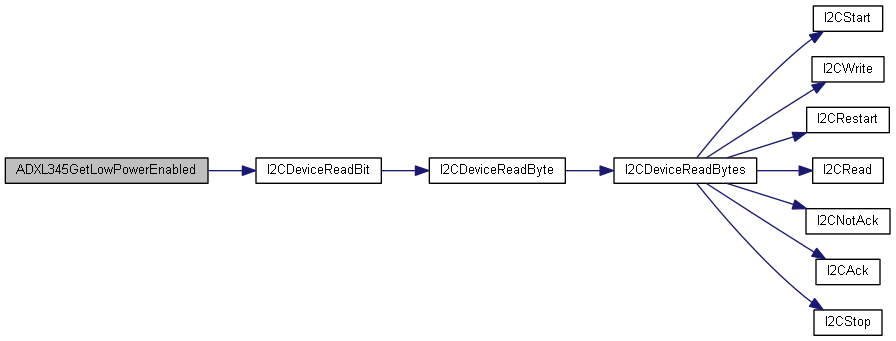 ADXL345GetLowPowerEnabled
I2CDeviceReadBit
I2CDeviceReadByte
I2CDeviceReadBytes
I2CStart
I2CWrite
I2CRestart
I2CRead
I2CNotAck
I2CAck
I2CStop